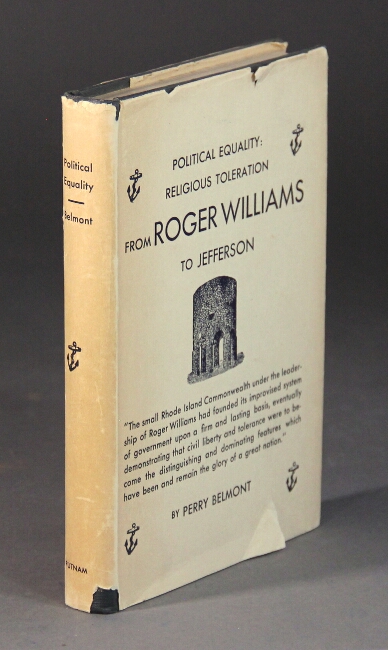 Political
Equality
Belmont
PUTNAM
POLITICAL EQUALITY:
RELIGIOUS TOLERATION
FROM ROGER WILLIAMS
TO JEFFERSON
"The small Rhode Island Commonwealth under the leader-
ship of Roger Williams had founded its improvised system
of government upon a firm and lasting basis, eventually
demonstrating that civil liberty and tolerance were to be-
come the distinguishing and dominating features which
have been and remain the glory of a great nation."
BY PERRY BELMONT